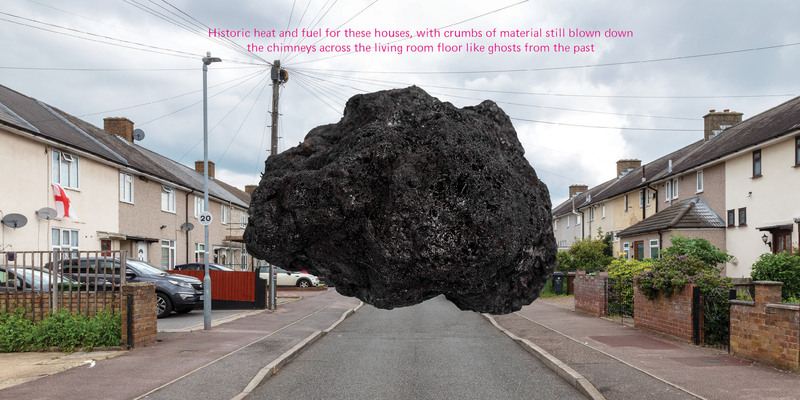 Historic heat and fuel for these houses, with crumbs of material still blown down
the chimneys across the living room floor like ghosts from the past
20